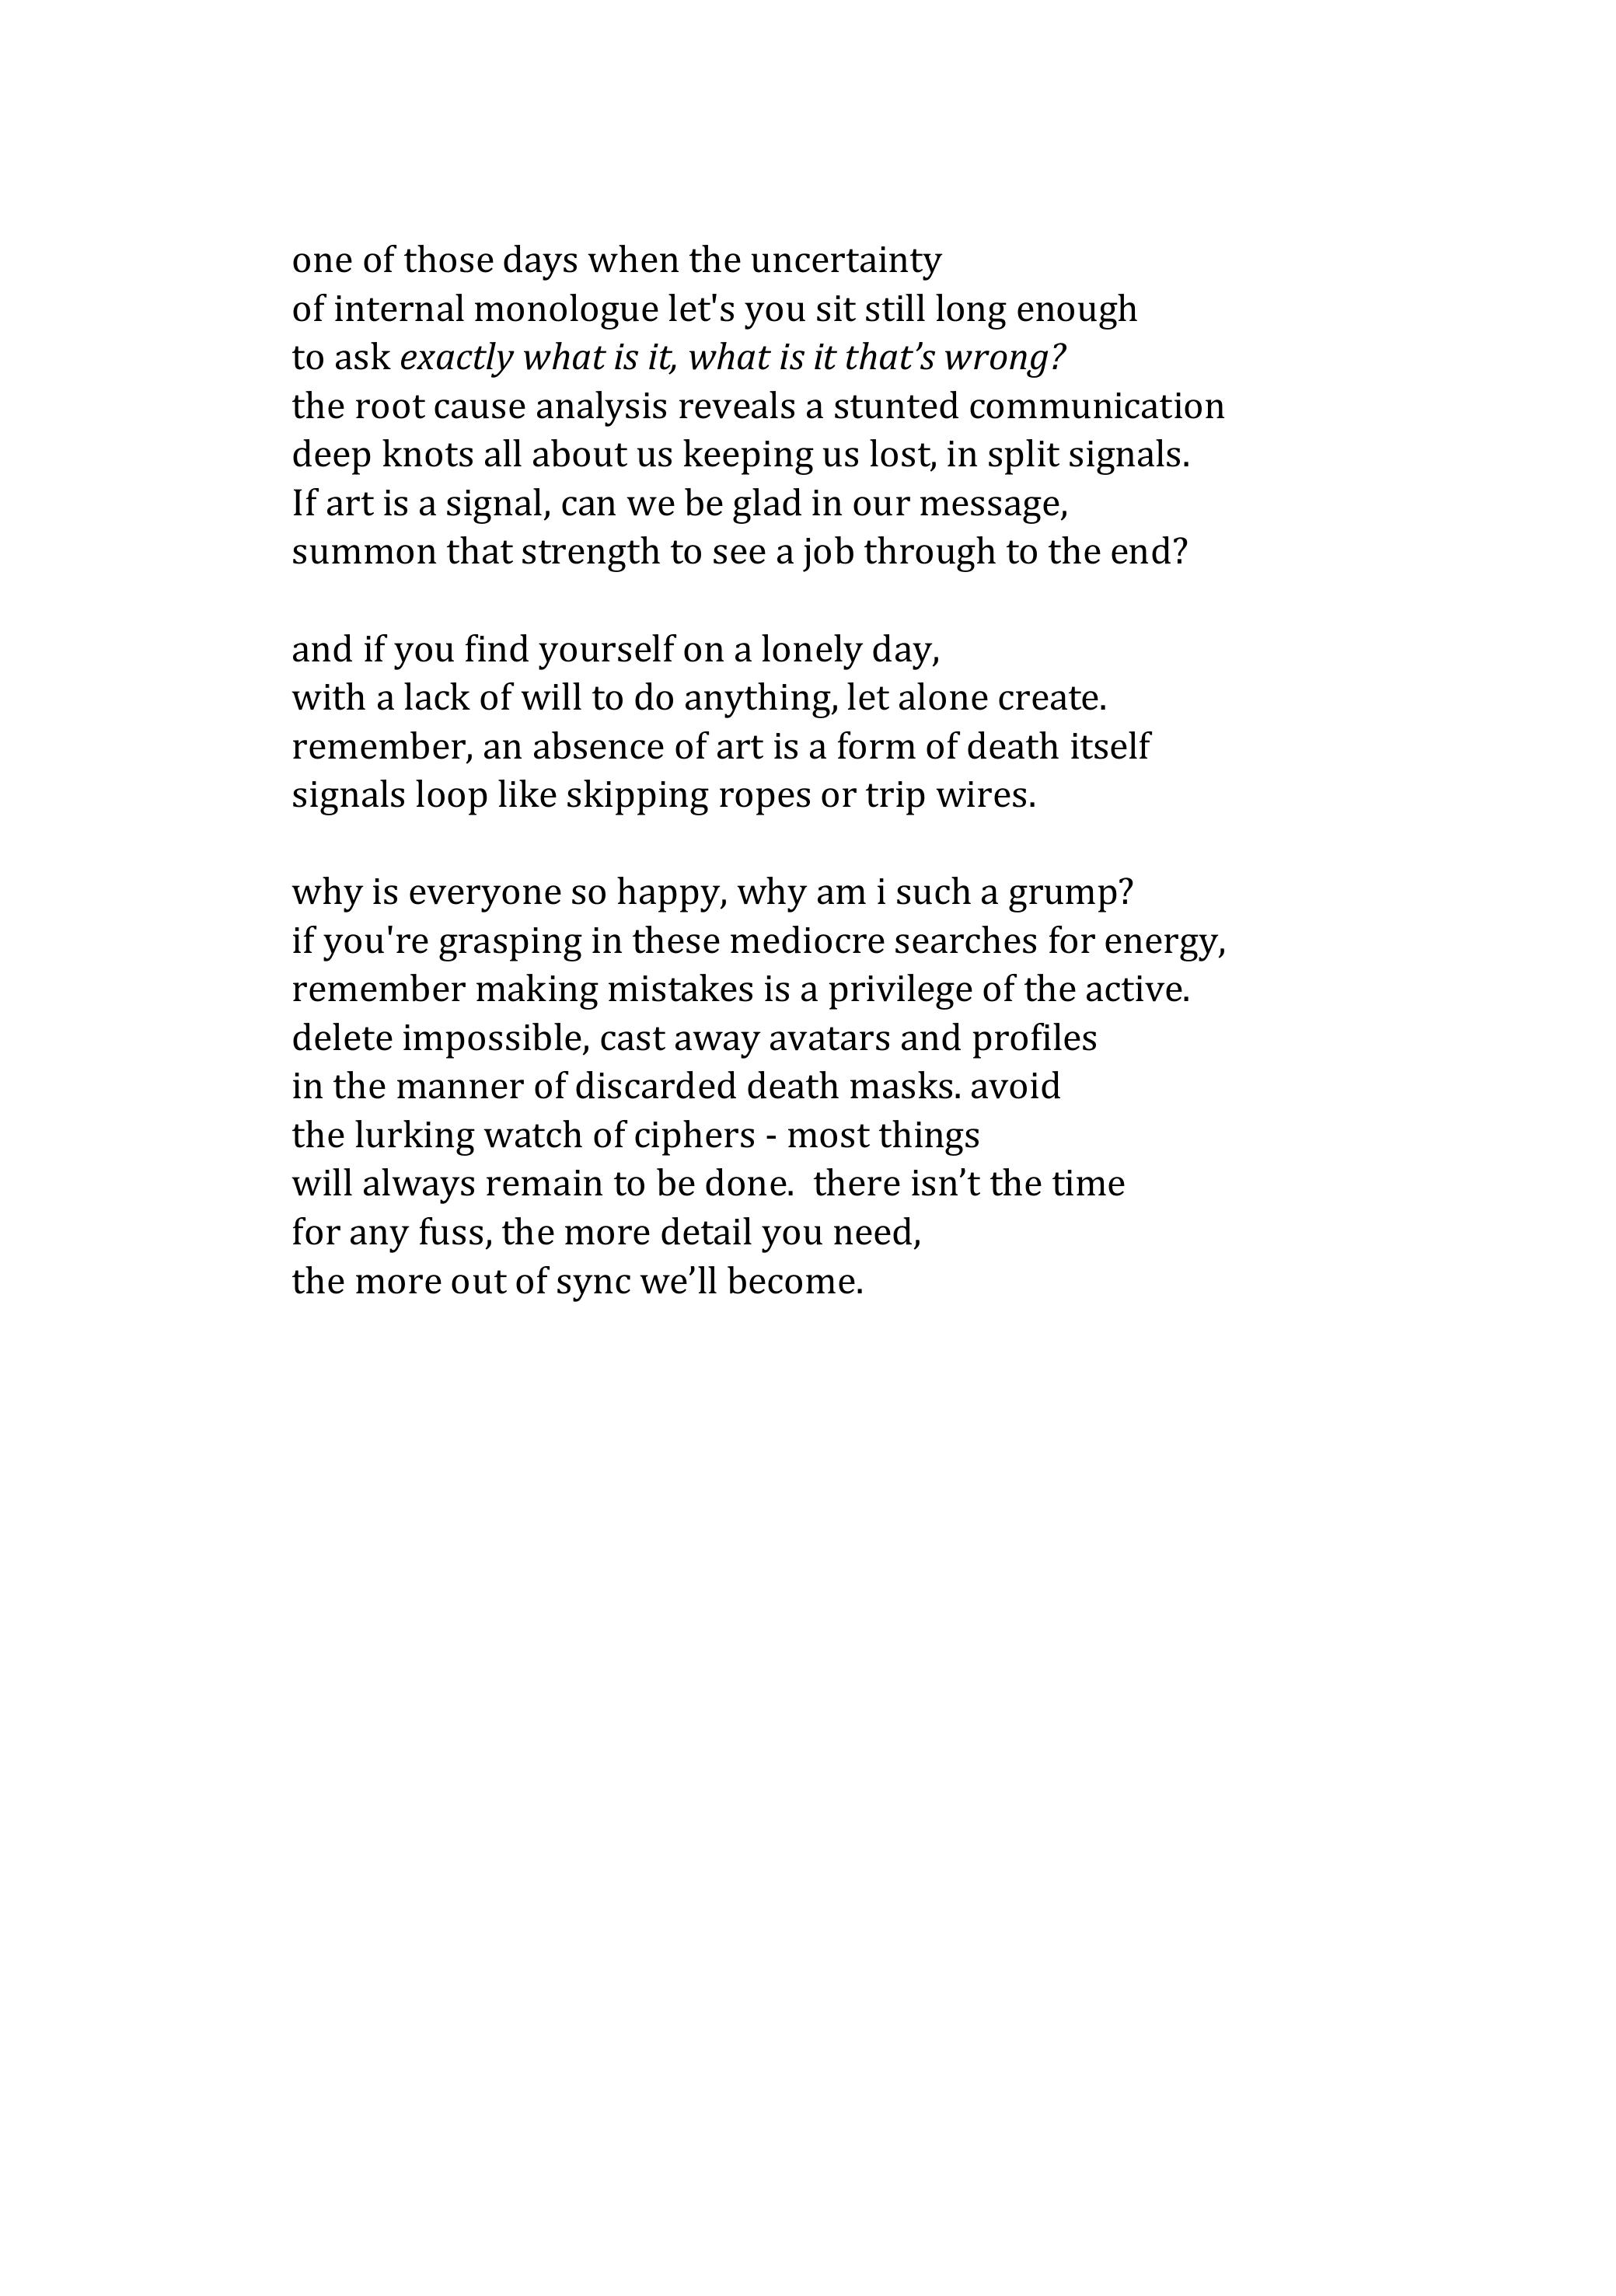 one of those days when the uncertainty
of internal monologue let's you sit still long enough
to ask exactly what is it, what is it that’s wrong?
the root cause analysis reveals a stunted communication
deep knots all about us keeping us lost, in split signals.
If art is a signal, can we be glad in our message,
summon that strength to see a job through to the end?

and if you find yourself on a lonely day,
with a lack of will to do anything, let alone create.
remember, an absence of art is a form of death itself
signals loop like skipping ropes or trip wires.

why is everyone so happy, why am i such a grump?
if you're grasping in these mediocre searches for energy,
remember making mistakes is a privilege of the active.
delete impossible, cast away avatars and profiles
in the manner of discarded death masks. avoid
the lurking watch of ciphers - most things
will always remain to be done.  there isn’t the time
for any fuss, the more detail you need,
the more out of sync we’ll become.